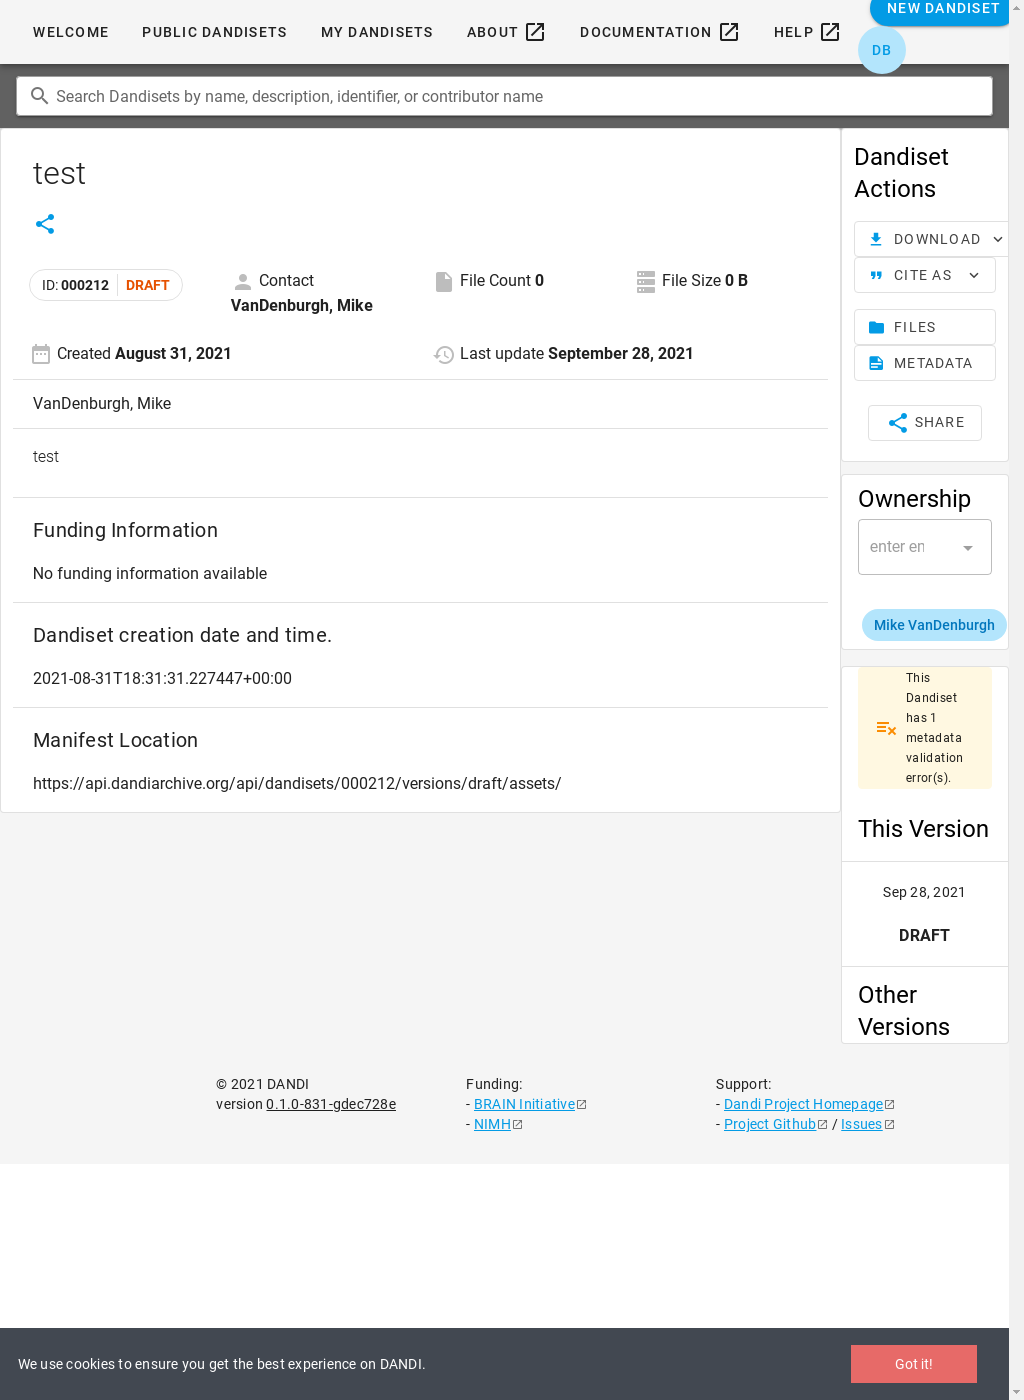 NEW DANDISET
WELCOME PUBLIC DANDISETS MY DANDISETS ABOUT DOCUMENTATION HELP
DB
Search Dandisets by name, description, identifier, or contributor name
test
ID: 000212 DRAFT
Contact
VanDenburgh, Mike
File Count 0
File Size 0 B
Created August 31, 2021
Last update September 28, 2021
VanDenburgh, Mike
test
Funding Information
No funding information available
Dandiset creation date and time.
2021-08-31T18:31:31.227447+00:00
Manifest Location
https://api.dandiarchive.org/api/dandisets/000212/versions/draft/assets/
Dandiset
Actions
DOWNLOAD
CITE AS
FILES
METADATA
SHARE
Ownership
enter en
Mike VanDenburgh
This
Dandiset
has 1
metadata
validation
error(s).
This Version
Sep 28, 2021
DRAFT
Other
Versions
© 2021 DANDI
version 0.1.0-831-gdec728e
Funding:
- BRAIN Initiative
- NIMH
Support:
- Dandi Project Homepage
- Project Github / Issues
We use cookies to ensure you get the best experience on DANDI.
Got it!